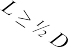 L ≥ ½ D